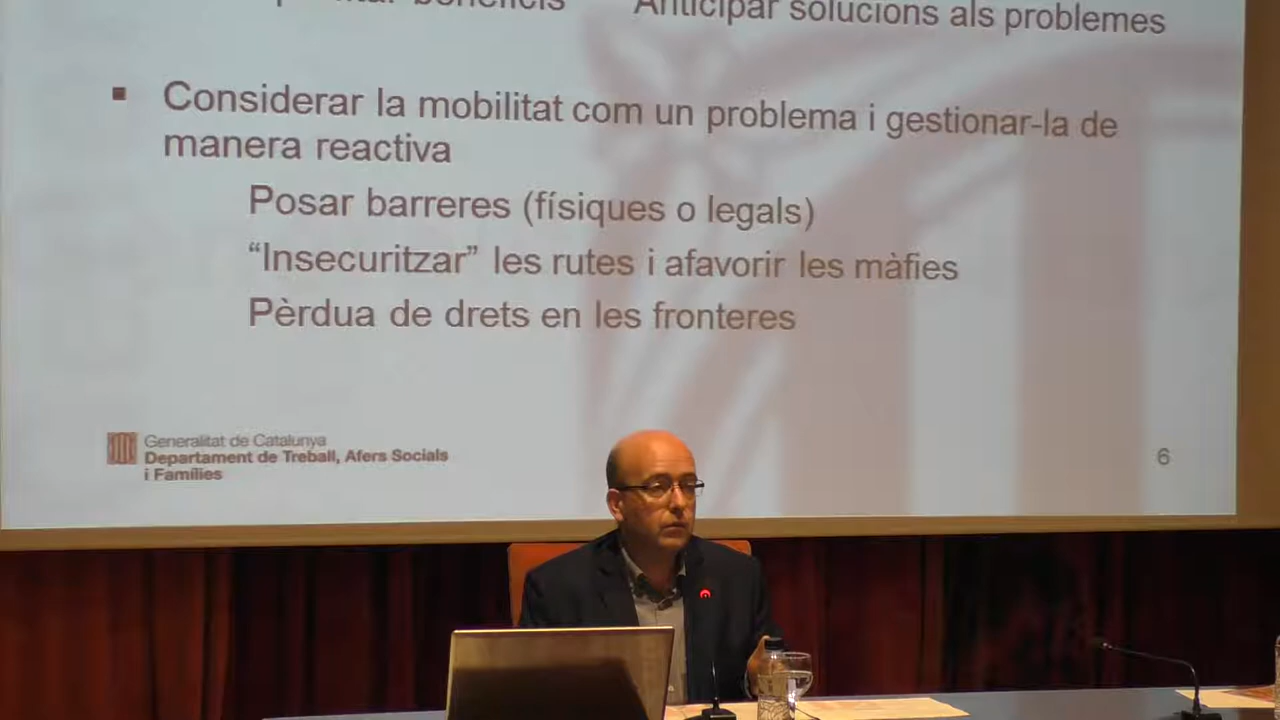 beneficis Anticipar solucions als problemes
▪ Considerar la mobilitat com un problema i gestionar-la de
manera reactiva
Posar barreres (físiques o legals)
“Insecuritzar” les rutes i afavorir les màfies
Pèrdua de drets en les fronteres
Generalitat de Catalunya
Departament de Treball, Afers Socials
i Famílies
6